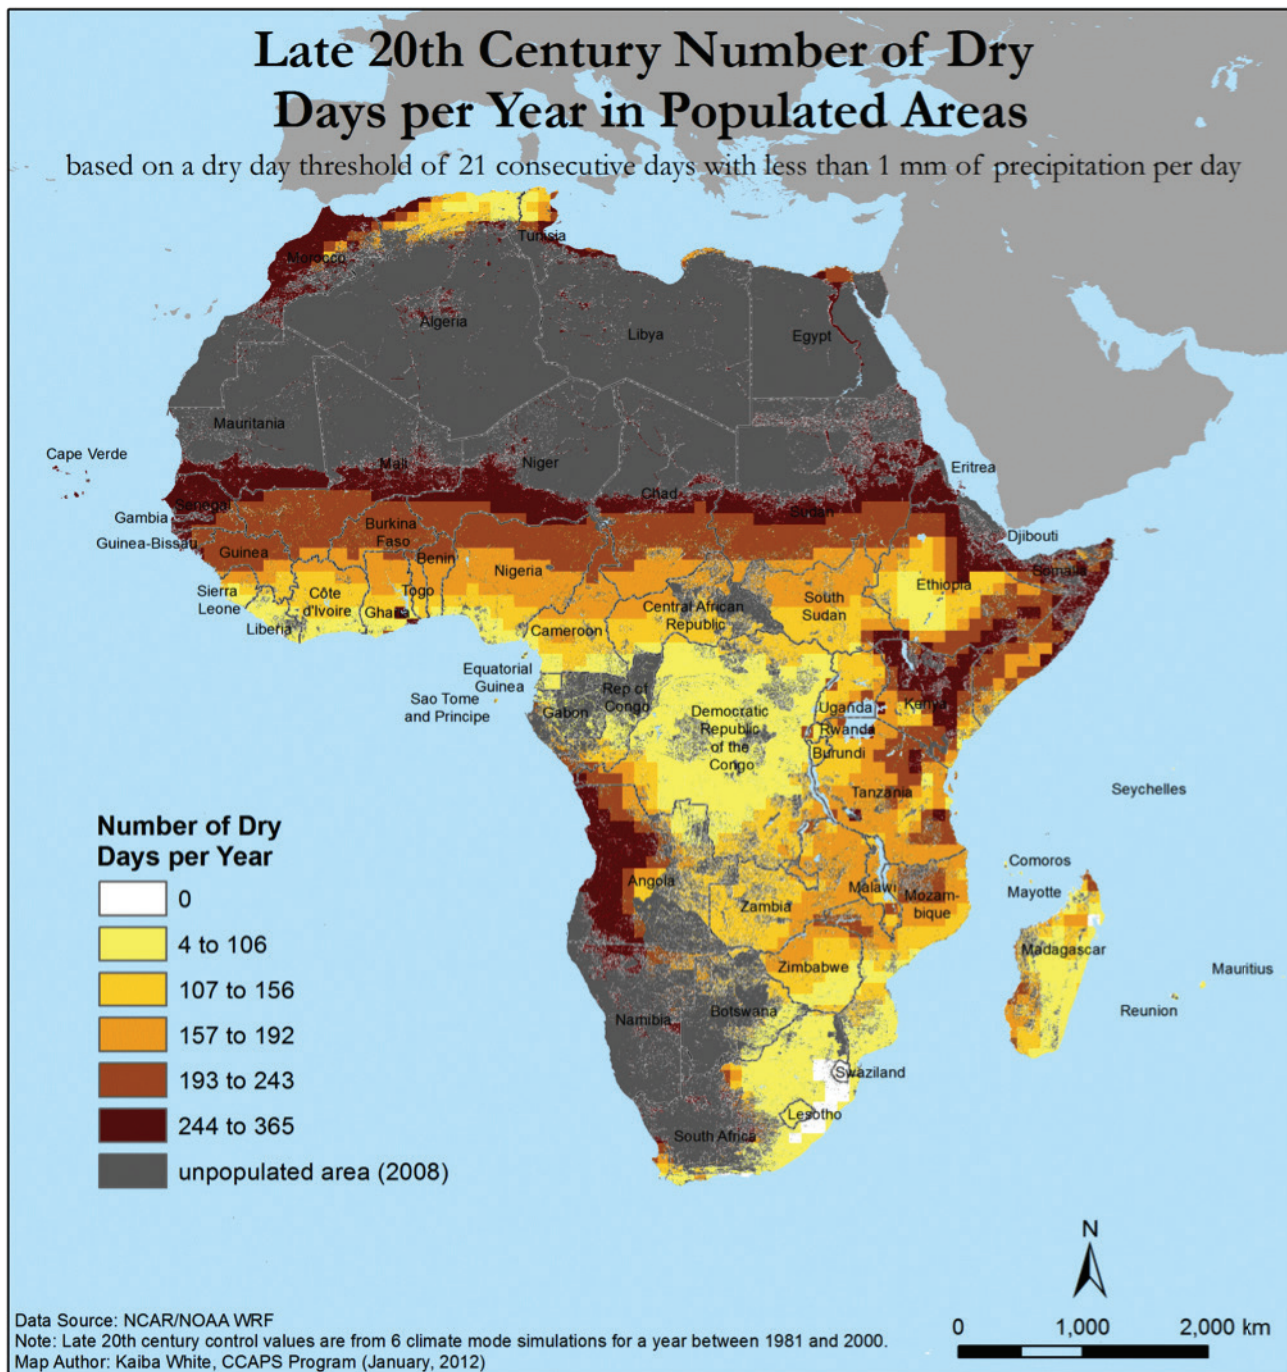 Late 20th Century Number of Dry
Days per Year in Populated Areas
based on a dry day threshold of 21 consecutive days with less than 1 mm of precipitation per day
Tunisia
Morocco
Algeria
Libya
Egypt
Mauritania
Cape Verde
Mali
Niger
Chad
Sudan
Eritrea
Senegal
Gambia
Guinea-Bissau
Guinea
Burkina
Faso
Benin
Nigeria
Djibouti
Somalia
Ethiopia
Sierra
Leone
Côte
d'Ivoire
Togo
Ghana
Liberia
Central African
Republic
South
Sudan
Cameroon
Equatorial
Guinea
Sao Tome
and Principe
Gabon
Rep of
Congo
Democratic
Republic
of the
Congo
Uganda
Kenya
Rwanda
Burundi
Tanzania
Seychelles
Comoros
Mayotte
Angola
Zambia
Malawi
Mozam-
bique
Madagascar
Mauritius
Reunion
Zimbabwe
Botswana
Namibia
Swaziland
Lesotho
South Africa
Number of Dry
Days per Year
0
4 to 106
107 to 156
157 to 192
193 to 243
244 to 365
unpopulated area (2008)
N
0 1,000 2,000 km
Data Source: NCAR/NOAA WRF
Note: Late 20th century control values are from 6 climate mode simulations for a year between 1981 and 2000.
Map Author: Kaiba White, CCAPS Program (January, 2012)